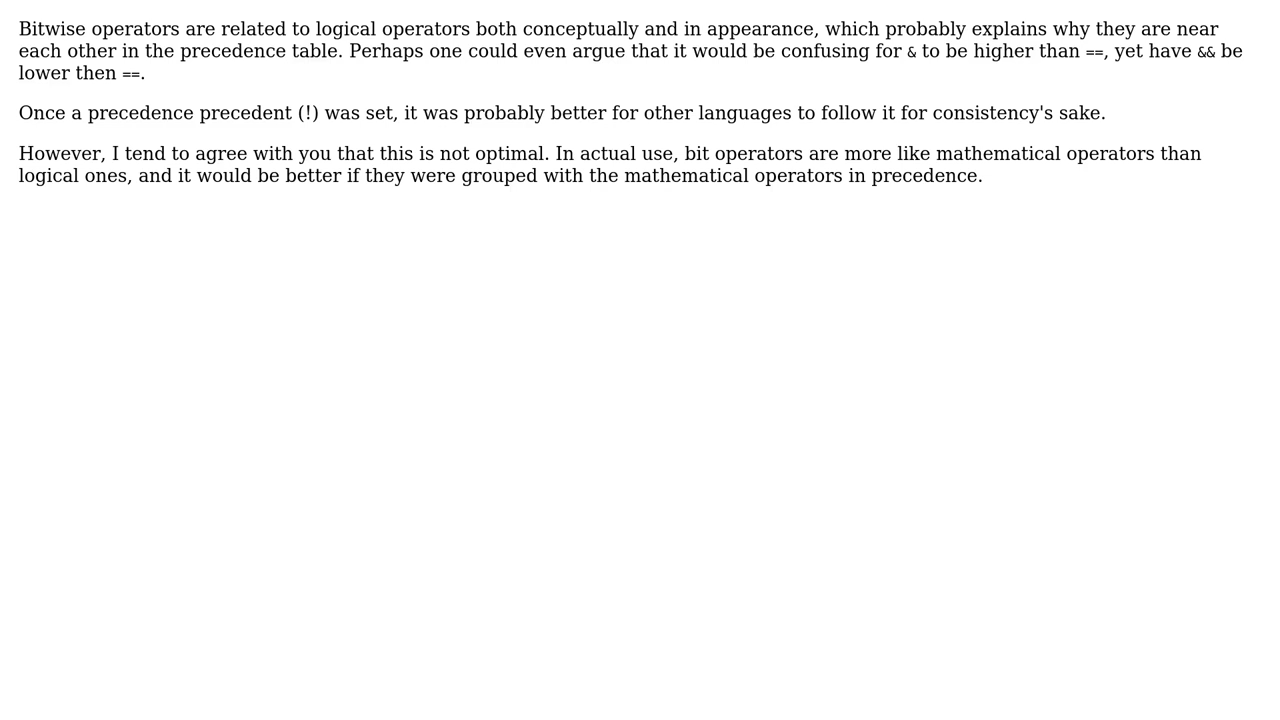 Bitwise operators are related to logical operators both conceptually and in appearance, which probably explains why they are near
each other in the precedence table. Perhaps one could even argue that it would be confusing for & to be higher than ==, yet have && be
lower then ==.
Once a precedence precedent (!) was set, it was probably better for other languages to follow it for consistency's sake.
However, I tend to agree with you that this is not optimal. In actual use, bit operators are more like mathematical operators than
logical ones, and it would be better if they were grouped with the mathematical operators in precedence.